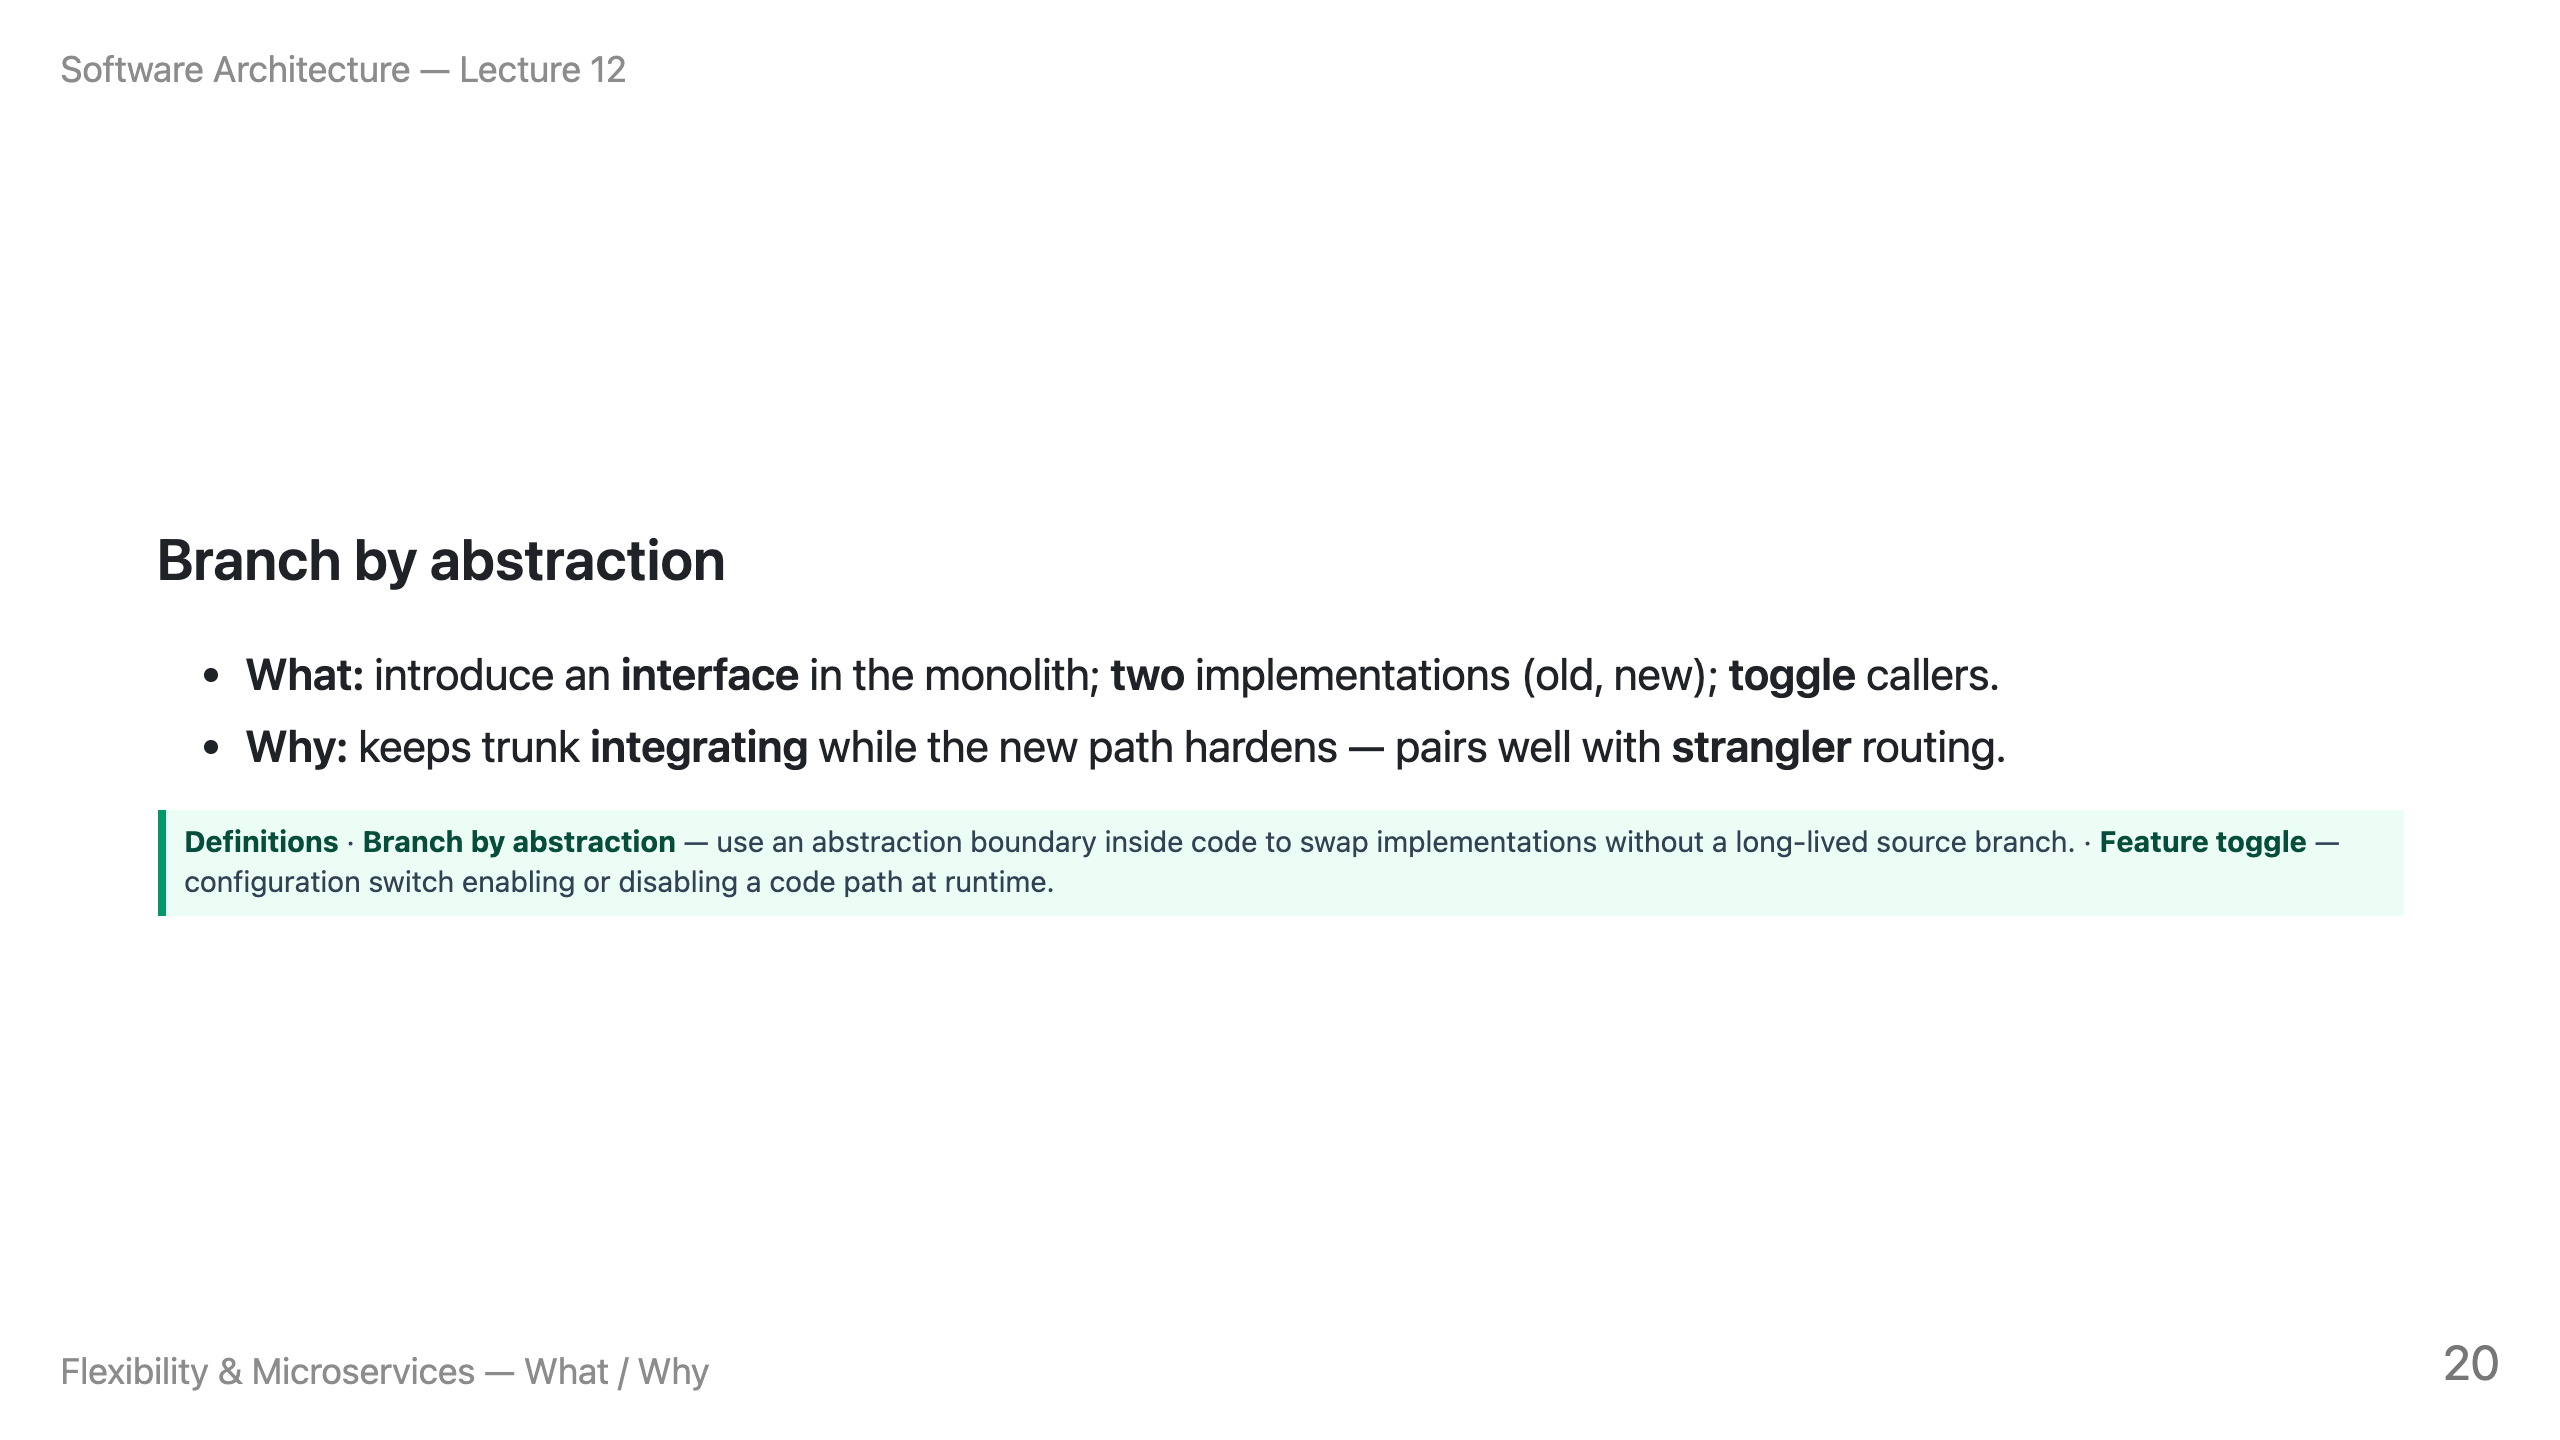 Software Architecture — Lecture 12
Branch by abstraction
• What: introduce an interface in the monolith; two implementations (old, new); toggle callers.
• Why: keeps trunk integrating while the new path hardens — pairs well with strangler routing.
Definitions · Branch by abstraction — use an abstraction boundary inside code to swap implementations without a long-lived source branch. · Feature toggle —
configuration switch enabling or disabling a code path at runtime.
Flexibility & Microservices — What / Why
20